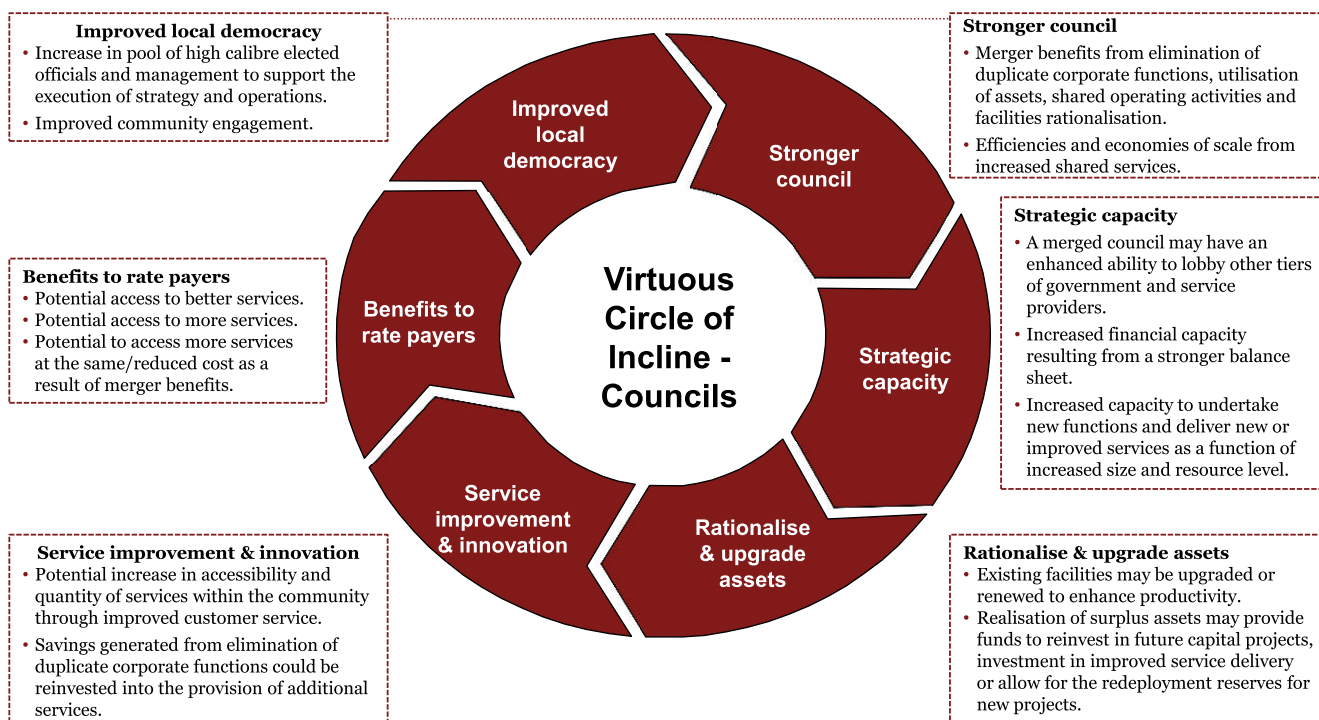 Improved local democracy
• Increase in pool of high calibre elected
officials and management to support the
execution of strategy and operations.
• Improved community engagement.
Benefits to rate payers
• Potential access to better services.
• Potential access to more services.
• Potential to access more services
at the same/reduced cost as a
result of merger benefits.
Service improvement & innovation
• Potential increase in accessibility and
quantity of services within the community
through improved customer service.
• Savings generated from elimination of
duplicate corporate functions could be
reinvested into the provision of additional
services.
Improved
local
democracy
Stronger
council
Strategic
capacity
Rationalise
& upgrade
assets
Service
improvement
& innovation
Benefits to
rate payers
Virtuous
Circle of
Incline -
Councils
Stronger council
• Merger benefits from elimination of
duplicate corporate functions, utilisation
of assets, shared operating activities and
facilities rationalisation.
• Efficiencies and economies of scale from
increased shared services.
Strategic capacity
• A merged council may have an
enhanced ability to lobby other tiers
of government and service
providers.
• Increased financial capacity
resulting from a stronger balance
sheet.
• Increased capacity to undertake
new functions and deliver new or
improved services as a function of
increased size and resource level.
Rationalise & upgrade assets
• Existing facilities may be upgraded or
renewed to enhance productivity.
• Realisation of surplus assets may provide
funds to reinvest in future capital projects,
investment in improved service delivery
or allow for the redeployment reserves for
new projects.